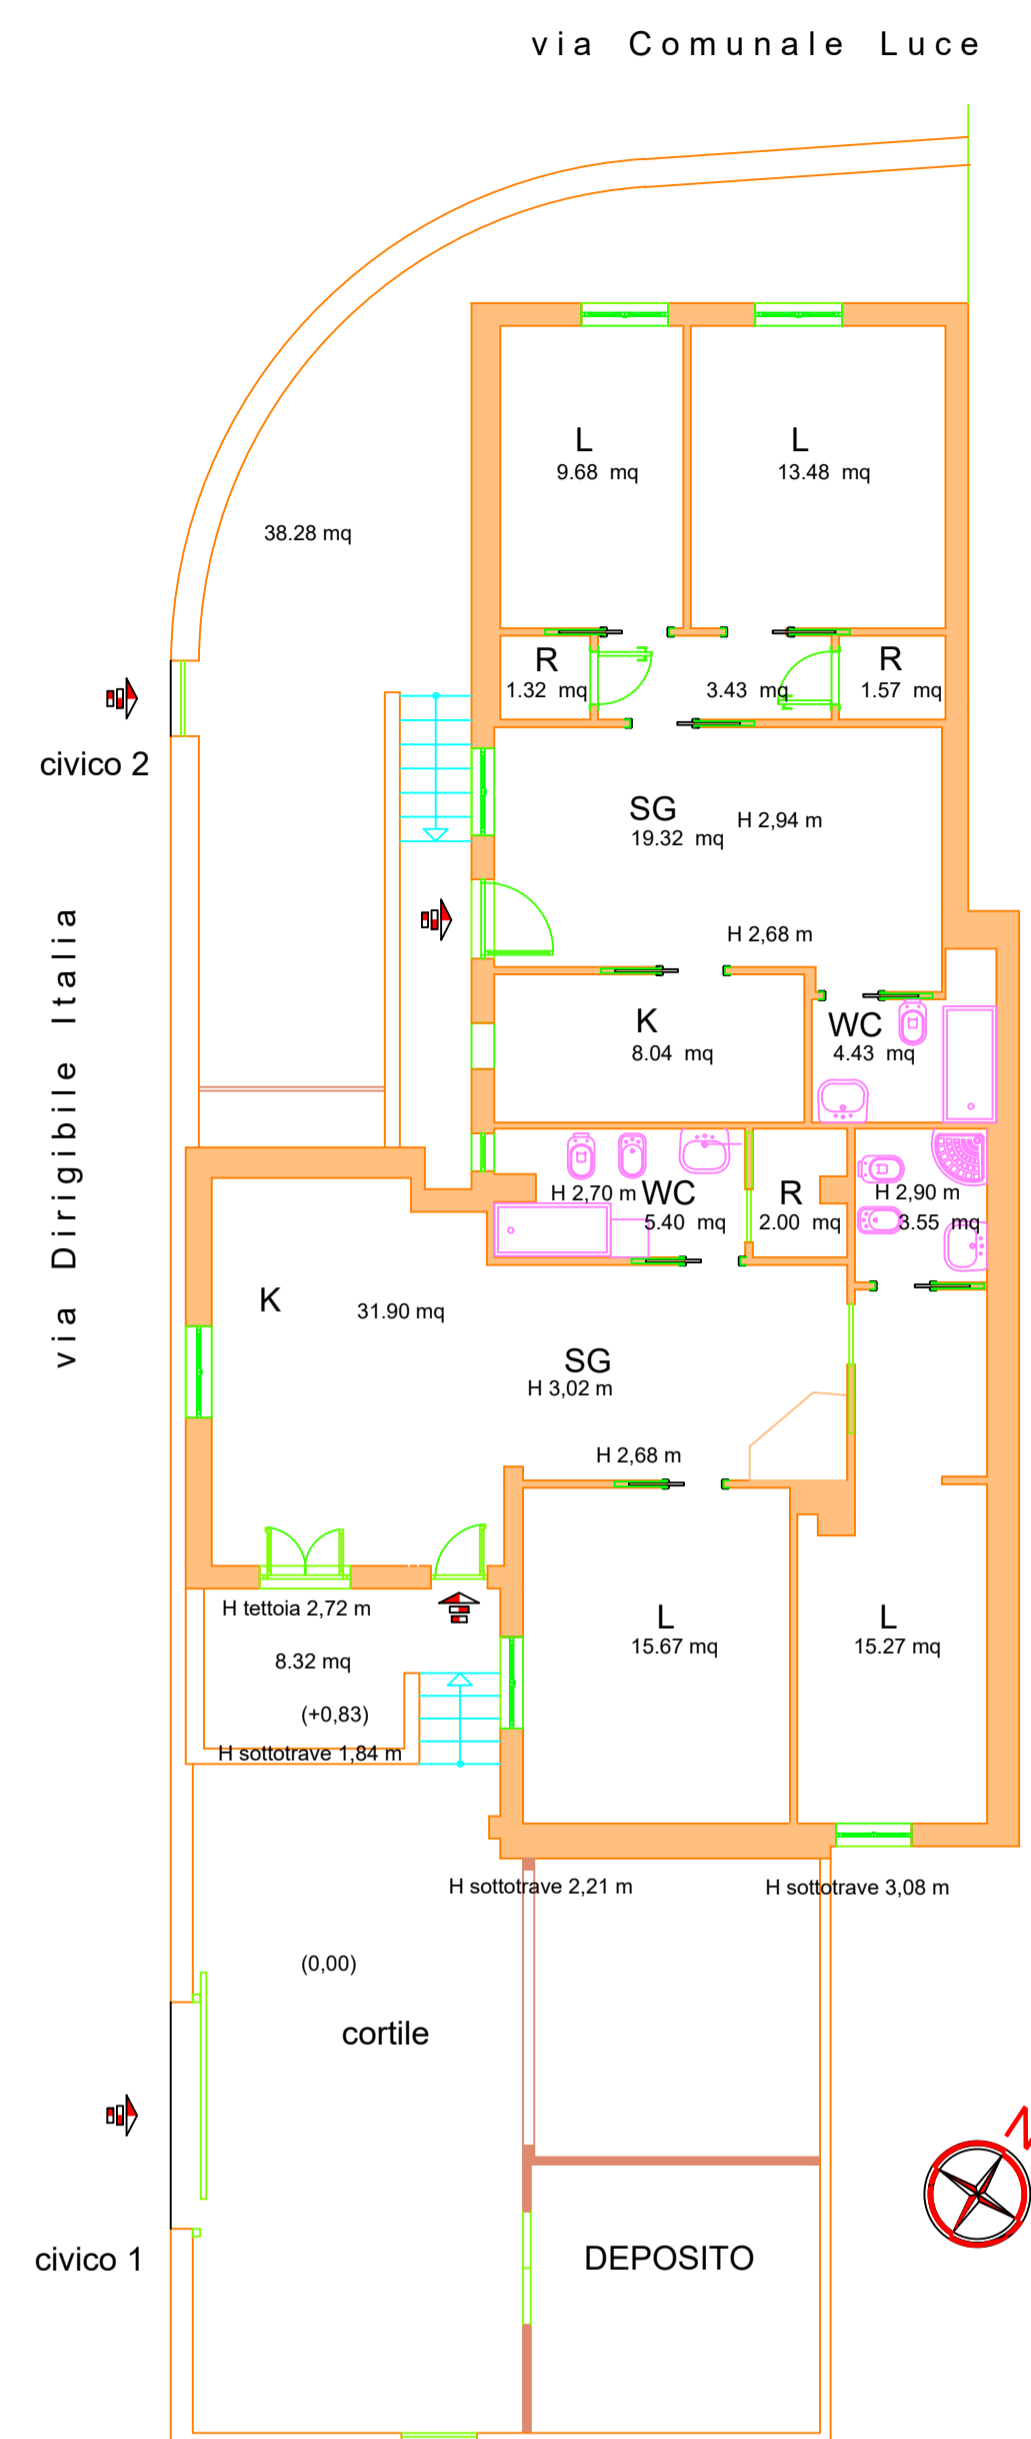 via Comunale Luce
L
9.68 mq
L
13.48 mq
38.28 mq
R
1.32 mq
3.43 mq
R
1.57 mq
civico 2
SG
19.32 mq
H 2,94 m
H 2,68 m
via Dirigibile Italia
K
8.04 mq
WC
4.43 mq
H 2,70 m
WC
5.40 mq
R
2.00 mq
H 2,90 m
3.55 mq
K
31.90 mq
SG
H 3,02 m
H 2,68 m
H tettoia 2,72 m
8.32 mq
(+0,83)
H sottotrave 1,84 m
L
15.67 mq
L
15.27 mq
H sottotrave 2,21 m
H sottotrave 3,08 m
(0,00)
cortile
N
civico 1
DEPOSITO